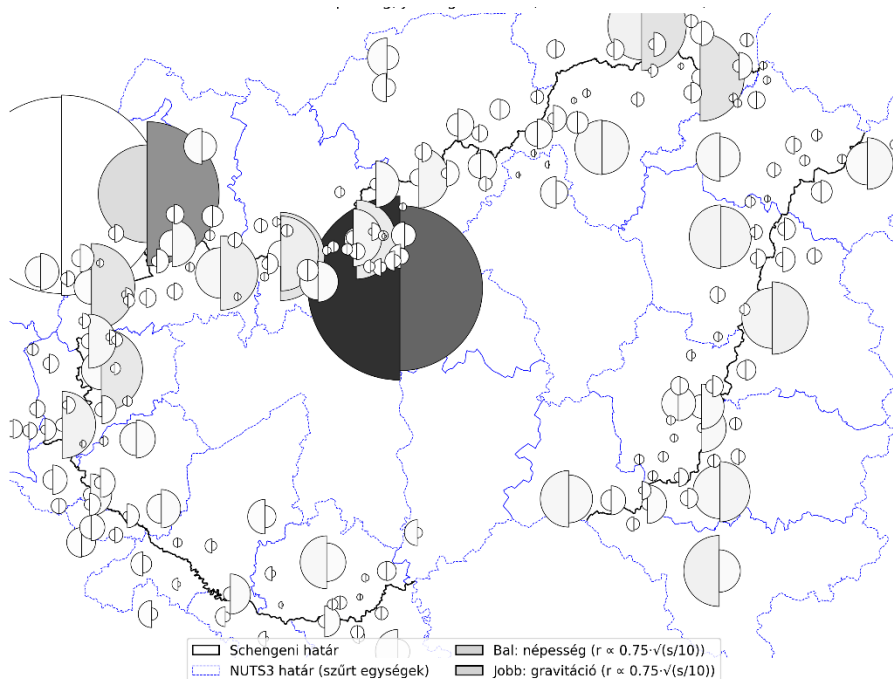 Schengeni határ
NUTS3 határ (szűrt egységek)
Bal: népesség (r ∝ 0.75·√(s/10))
Jobb: gravitáció (r ∝ 0.75·√(s/10))